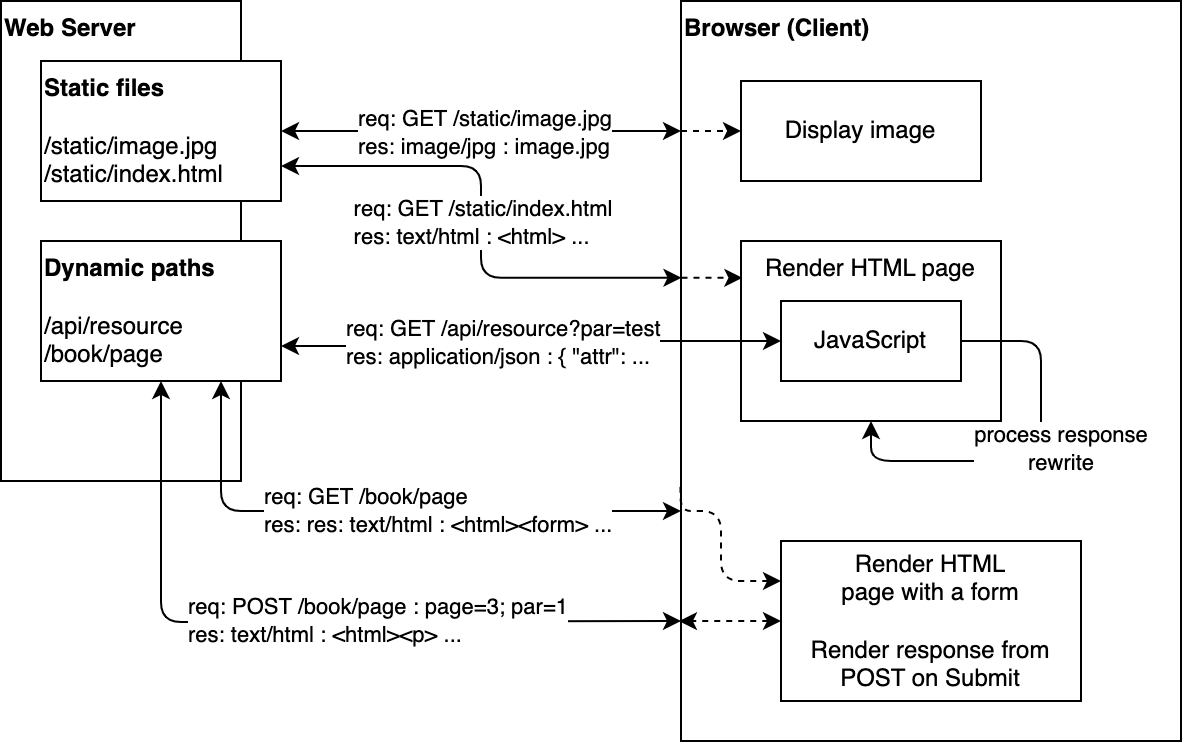 Web Server
Static files
/static/image.jpg
/static/index.html
Dynamic paths
/api/resource
/book/page
req: GET /static/image.jpg
res: image/jpg : image.jpg
req: GET /static/index.html
res: text/html : <html> ...
req: GET /api/resource?par=test
res: application/json : { "attr": ...
req: GET /book/page
res: res: text/html : <html><form> ...
req: POST /book/page : page=3; par=1
res: text/html : <html><p> ...
Browser (Client)
Display image
Render HTML page
JavaScript
process response
rewrite
Render HTML
page with a form
Render response from
POST on Submit